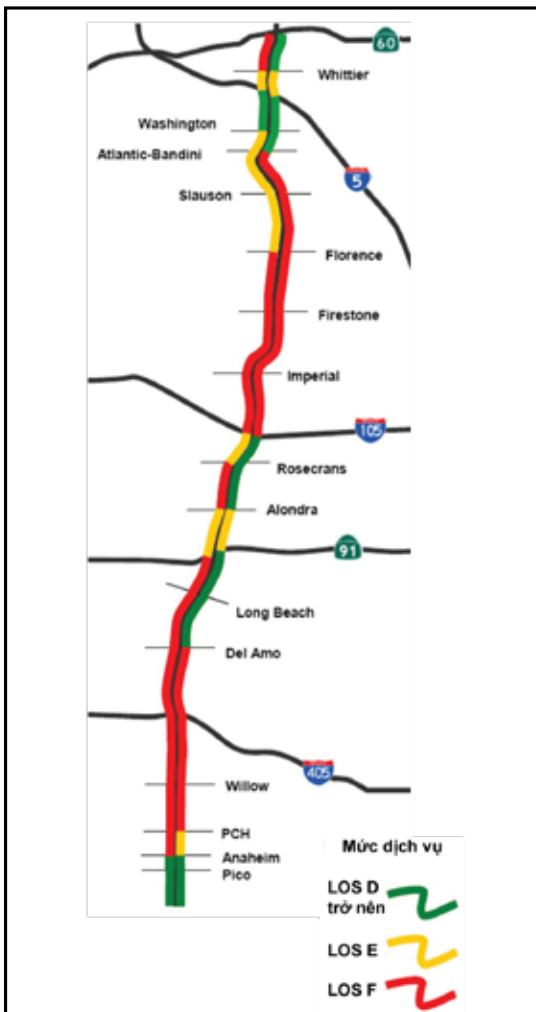 60
Whittier
Washington
Atlantic-Bandini
5
Slauson
Florence
Firestone
Imperial
105
Rosecrans
Alondra
91
Long Beach
Del Amo
405
Willow
PCH
Anaheim
Pico
Mức dịch vụ
LOS D
trở nên
LOS E
LOS F